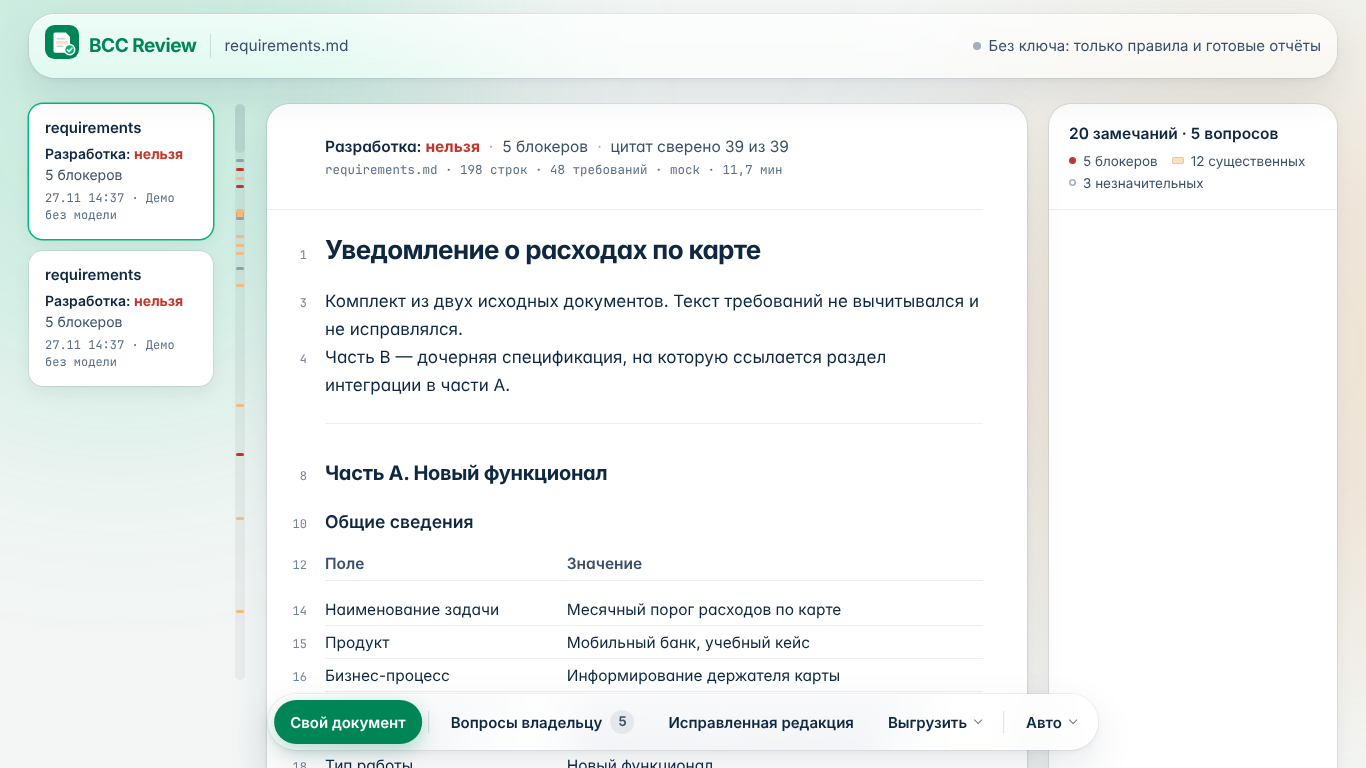 BCC Review
requirements.md
Без ключа: только правила и готовые отчёты
requirements
Разработка: нельзя
5 блокеров
27.11 14:37 · Демо
без модели
requirements
Разработка: нельзя
5 блокеров
27.11 14:37 · Демо
без модели
Разработка: нельзя · 5 блокеров · цитат сверено 39 из 39
requirements.md · 198 строк · 48 требований · mock · 11,7 мин
1 Уведомление о расходах по карте
3 Комплект из двух исходных документов. Текст требований не вычитывался и
не исправлялся.
4 Часть B — дочерняя спецификация, на которую ссылается раздел
интеграции в части А.
8 Часть А. Новый функционал
10 Общие сведения
12 Поле Значение
14 Наименование задачи Месячный порог расходов по карте
15 Продукт Мобильный банк, учебный кейс
16 Бизнес-процесс Информирование держателя карты
18 Тип работы Новый функционал
20 замечаний · 5 вопросов
5 блокеров 12 существенных
3 незначительных
Свой документ Вопросы владельцу 5 Исправленная редакция Выгрузить Авто